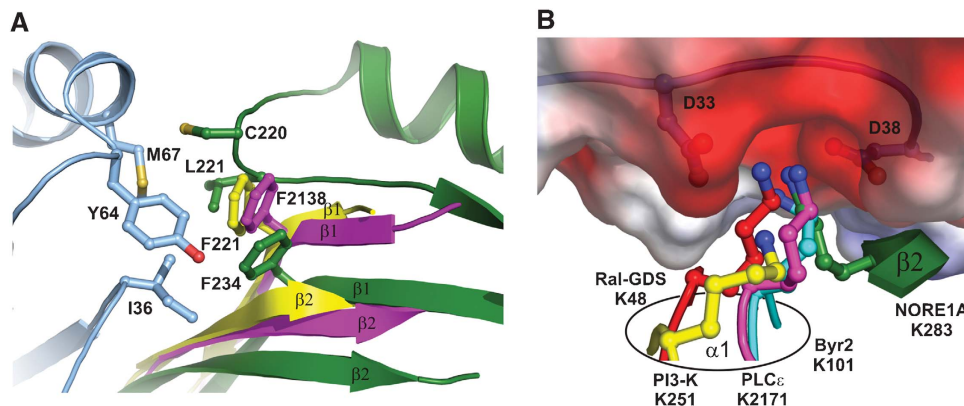 A
C220
M67
L221
F2138
Y64
β1
β1
F221
F234
I36
β1
β2
β2
β2
B
D33
D38
β2
Ral-GDS
K48
NORE1A
K283
α1
Byr2
K101
PI3-K
K251
PLCε
K2171